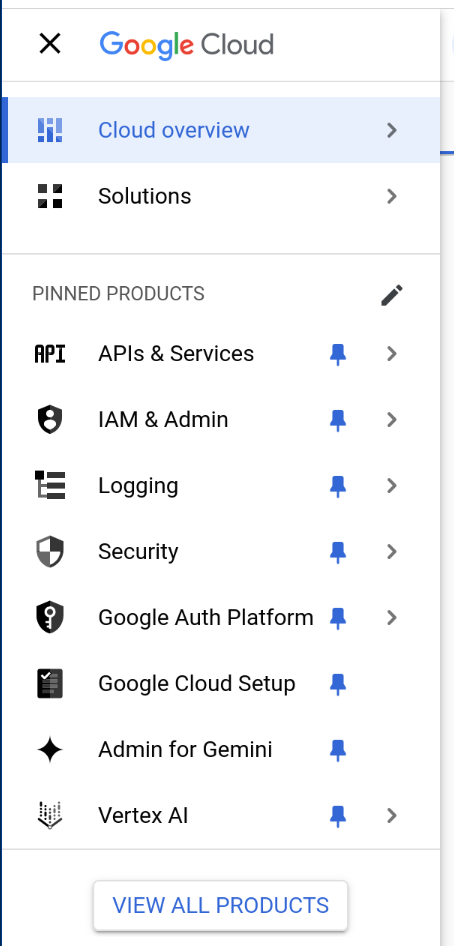 Google Cloud
Cloud overview
Solutions
PINNED PRODUCTS
API APIs & Services
IAM & Admin
Logging
Security
Google Auth Platform
Google Cloud Setup
Admin for Gemini
Vertex AI
VIEW ALL PRODUCTS